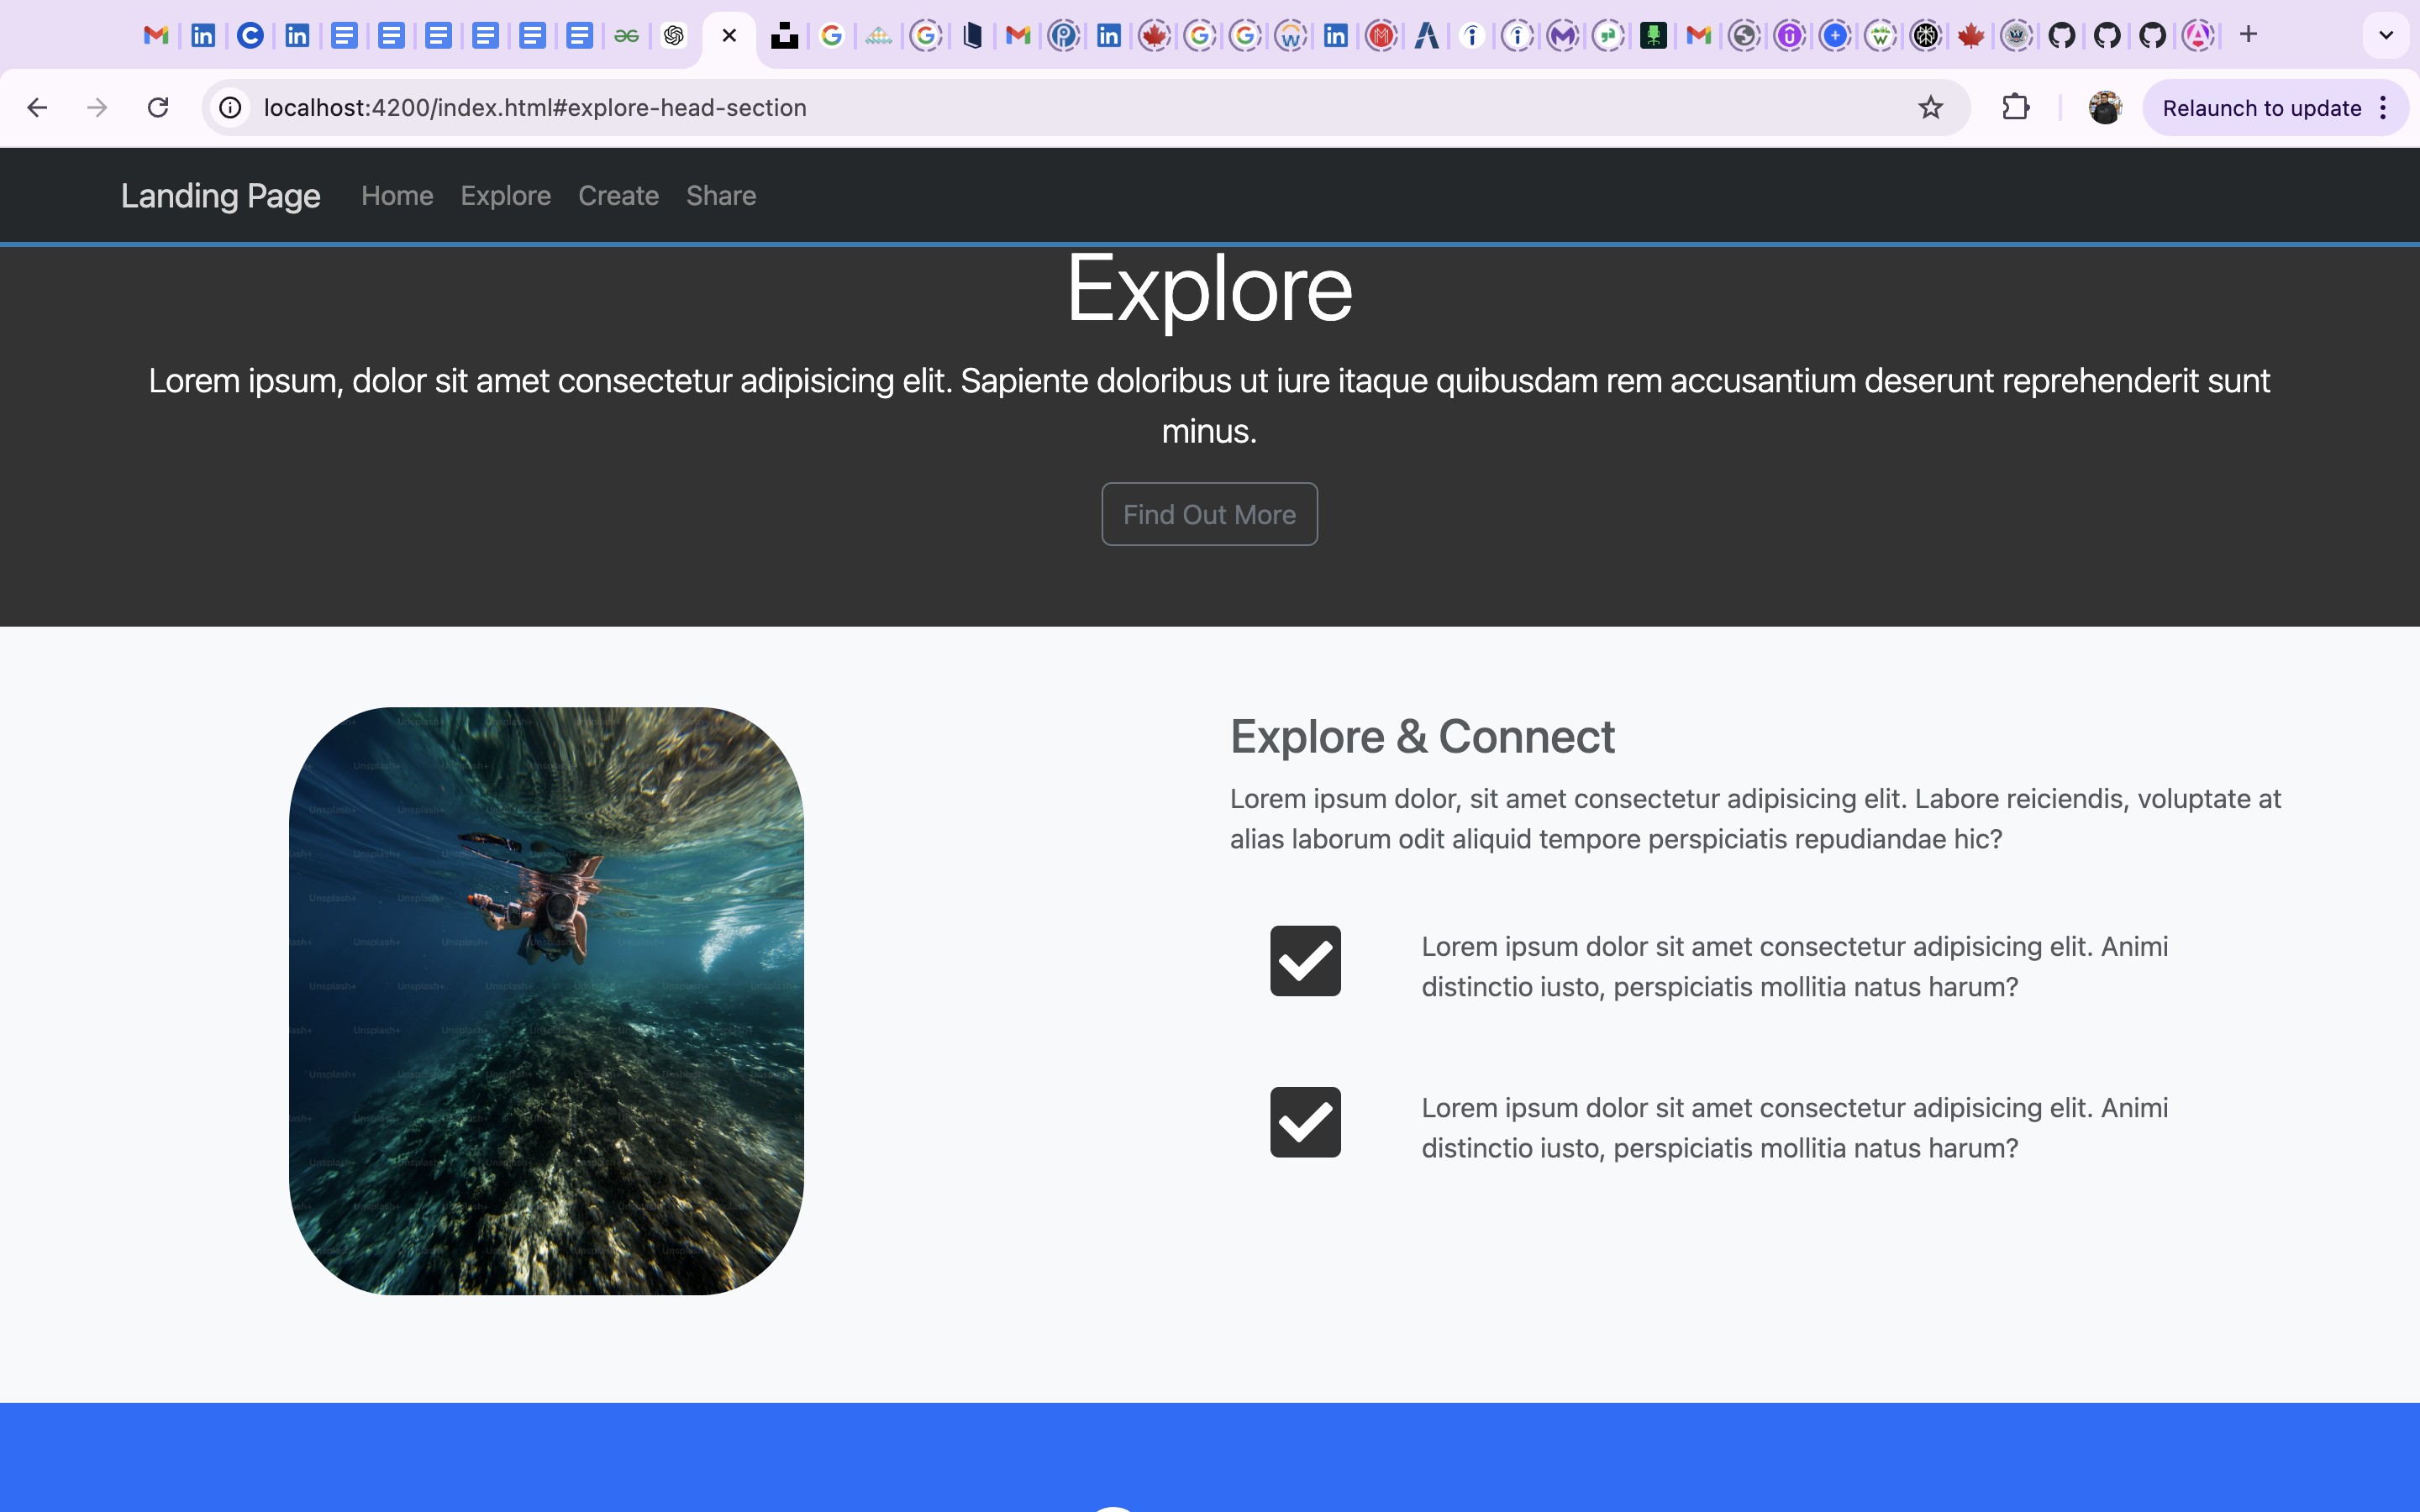 localhost:4200/index.html#explore-head-section
Relaunch to update
Landing Page Home Explore Create Share
Explore
Lorem ipsum, dolor sit amet consectetur adipisicing elit. Sapiente doloribus ut iure itaque quibusdam rem accusantium deserunt reprehenderit sunt
minus.
Find Out More
Explore & Connect
Lorem ipsum dolor, sit amet consectetur adipisicing elit. Labore reiciendis, voluptate at
alias laborum odit aliquid tempore perspiciatis repudiandae hic?
Lorem ipsum dolor sit amet consectetur adipisicing elit. Animi
distinctio iusto, perspiciatis mollitia natus harum?
Lorem ipsum dolor sit amet consectetur adipisicing elit. Animi
distinctio iusto, perspiciatis mollitia natus harum?
Unsplash+